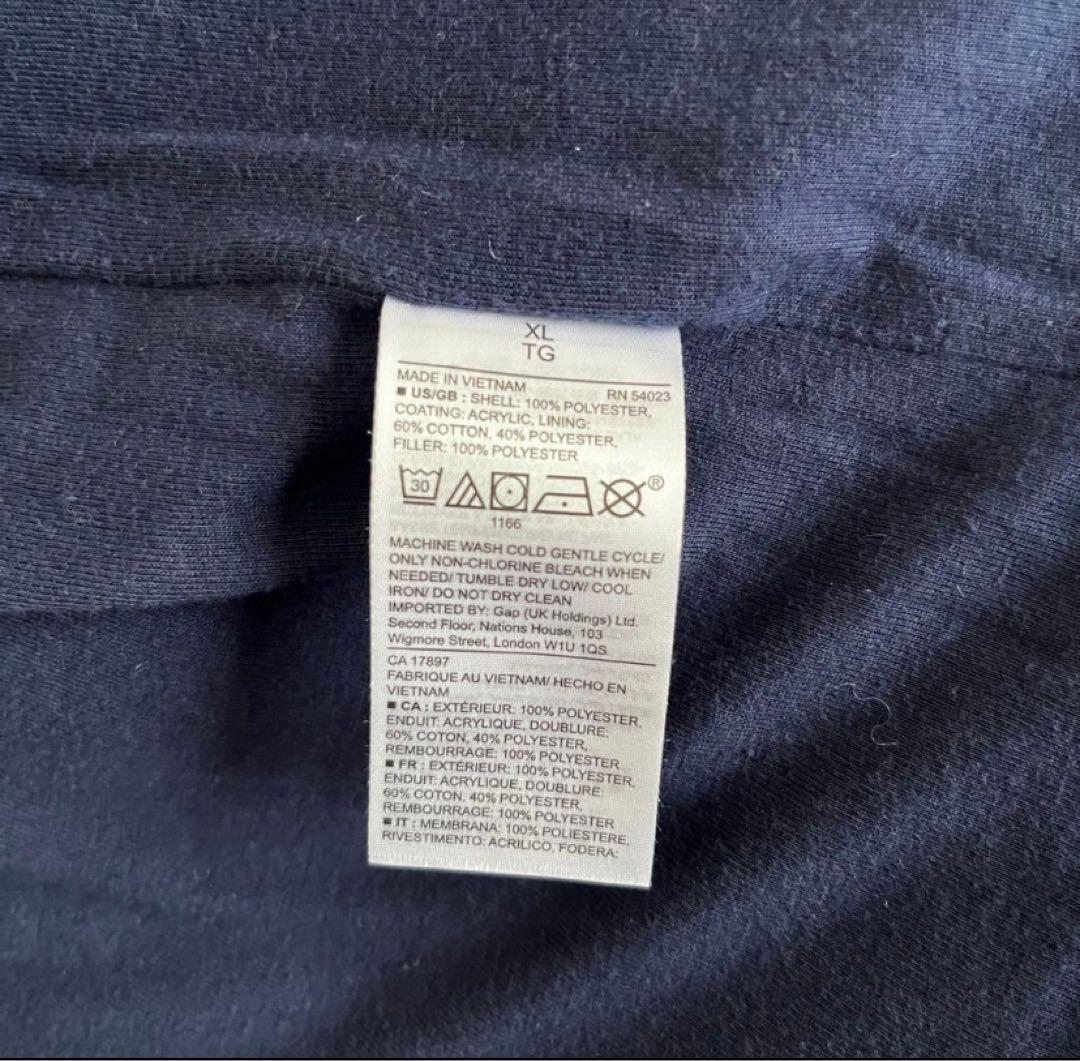 XL
TG
MADE IN VIETNAM RN 54023
■ US/GB : SHELL: 100% POLYESTER,
COATING: ACRYLIC, LINING:
60% COTTON, 40% POLYESTER,
FILLER: 100% POLYESTER
30 ®
1166
MACHINE WASH COLD GENTLE CYCLE/
ONLY NON-CHLORINE BLEACH WHEN
NEEDED/ TUMBLE DRY LOW/ COOL
IRON/ DO NOT DRY CLEAN
IMPORTED BY: Gap (UK Holdings) Ltd.
Second Floor, Nations House, 103
Wigmore Street, London W1U 1QS
CA 17897
FABRIQUE AU VIETNAM/ HECHO EN
VIETNAM
■ CA : EXTÉRIEUR: 100% POLYESTER,
ENDUIT: ACRYLIQUE, DOUBLURE:
60% COTON, 40% POLYESTER,
REMBOURRAGE: 100% POLYESTER
■ FR : EXTÉRIEUR: 100% POLYESTER,
ENDUIT: ACRYLIQUE, DOUBLURE:
60% COTON, 40% POLYESTER,
REMBOURRAGE: 100% POLYESTER
■ IT : MEMBRANA: 100% POLIESTERE,
RIVESTIMENTO: ACRILICO, FODERA: